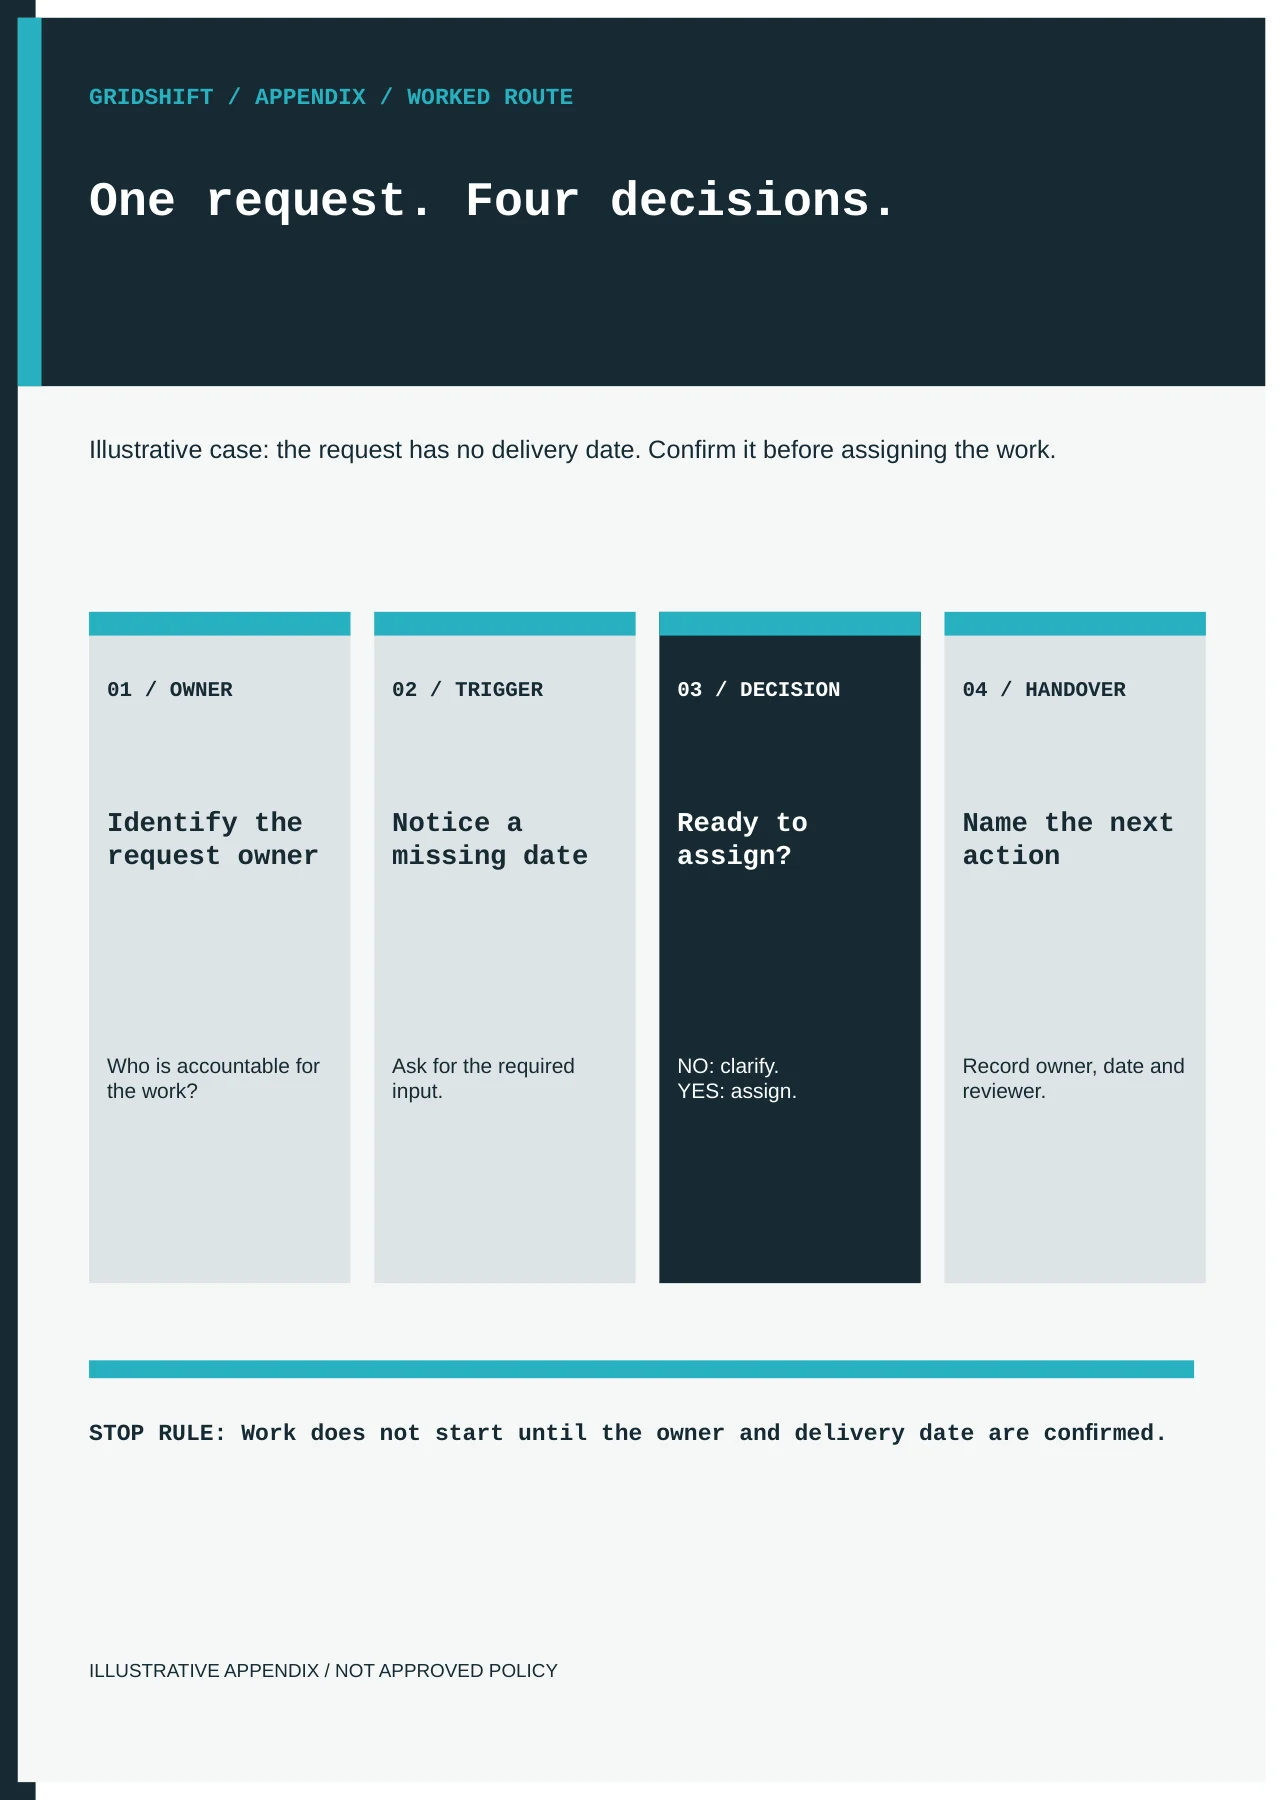 GRIDSHIFT / APPENDIX / WORKED ROUTE
One request. Four decisions.
Illustrative case: the request has no delivery date. Confirm it before assigning the work.
01 / OWNER
Identify the
request owner
Who is accountable for
the work?
02 / TRIGGER
Notice a
missing date
Ask for the required
input.
03 / DECISION
Ready to
assign?
NO: clarify.
YES: assign.
04 / HANDOVER
Name the next
action
Record owner, date and
reviewer.
STOP RULE: Work does not start until the owner and delivery date are confirmed.
ILLUSTRATIVE APPENDIX / NOT APPROVED POLICY